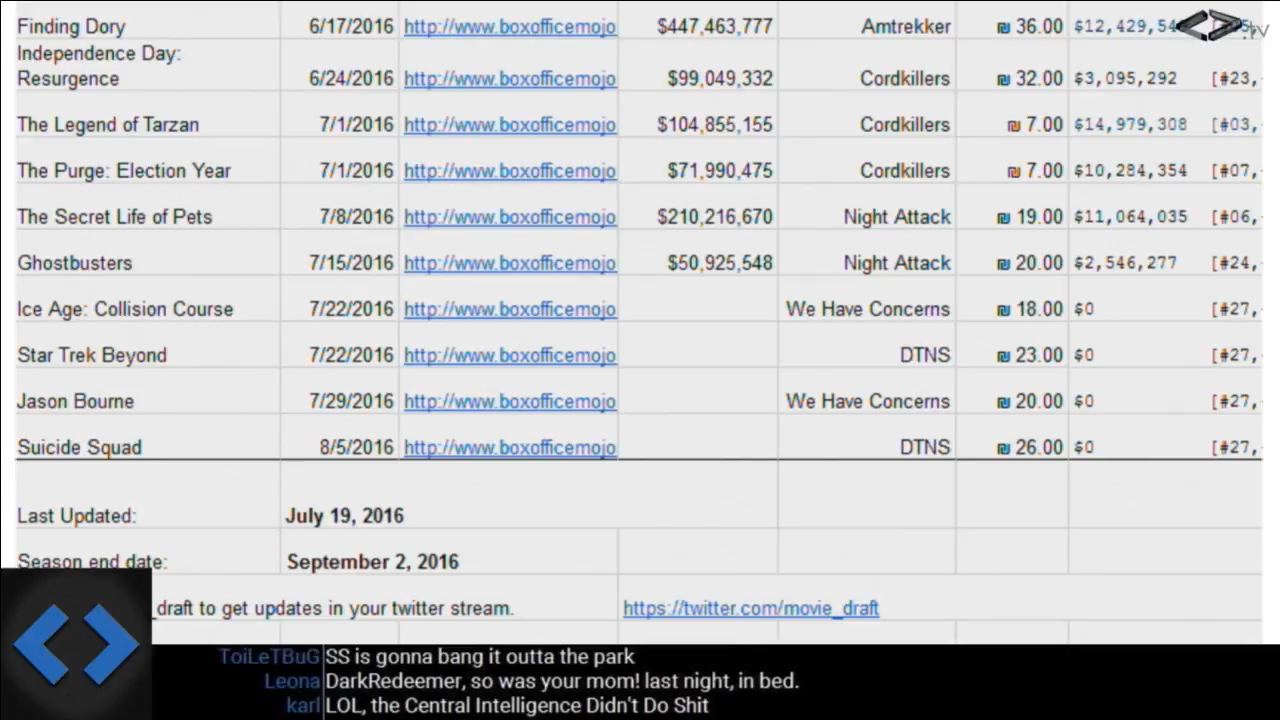 Finding Dory 6/17/2016 http://www.boxofficemojo $447,463,777 Amtrekker ₪ 36.00 $12,429,54
.tv
Independence Day:
Resurgence 6/24/2016 http://www.boxofficemojo $99,049,332 Cordkillers ₪ 32.00 $3,095,292 [#23,
The Legend of Tarzan 7/1/2016 http://www.boxofficemojo $104,855,155 Cordkillers ₪ 7.00 $14,979,308 [#03,
The Purge: Election Year 7/1/2016 http://www.boxofficemojo $71,990,475 Cordkillers ₪ 7.00 $10,284,354 [#07,
The Secret Life of Pets 7/8/2016 http://www.boxofficemojo $210,216,670 Night Attack ₪ 19.00 $11,064,035 [#06,
Ghostbusters 7/15/2016 http://www.boxofficemojo $50,925,548 Night Attack ₪ 20.00 $2,546,277 [#24,
Ice Age: Collision Course 7/22/2016 http://www.boxofficemojo We Have Concerns ₪ 18.00 $0 [#27,
Star Trek Beyond 7/22/2016 http://www.boxofficemojo DTNS ₪ 23.00 $0 [#27,
Jason Bourne 7/29/2016 http://www.boxofficemojo We Have Concerns ₪ 20.00 $0 [#27,
Suicide Squad 8/5/2016 http://www.boxofficemojo DTNS ₪ 26.00 $0 [#27,
Last Updated: July 19, 2016
Season end date: September 2, 2016
_draft to get updates in your twitter stream. https://twitter.com/movie_draft
ToiLeTBuG SS is gonna bang it outta the park
Leona DarkRedeemer, so was your mom! last night, in bed.
karl LOL, the Central Intelligence Didn't Do Shit